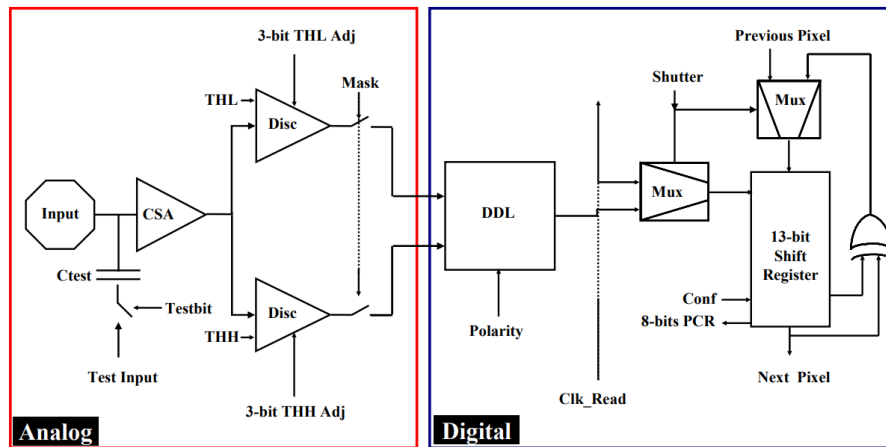 3-bit THL Adj
Previous Pixel
Mask
Shutter
THL
Disc
Mux
Input
CSA
Mux
DDL
13-bit
Shift
Register
Ctest
Testbit
Disc
Conf
THH
Polarity
8-bits PCR
Test Input
Next Pixel
Clk_Read
3-bit THH Adj
Analog
Digital